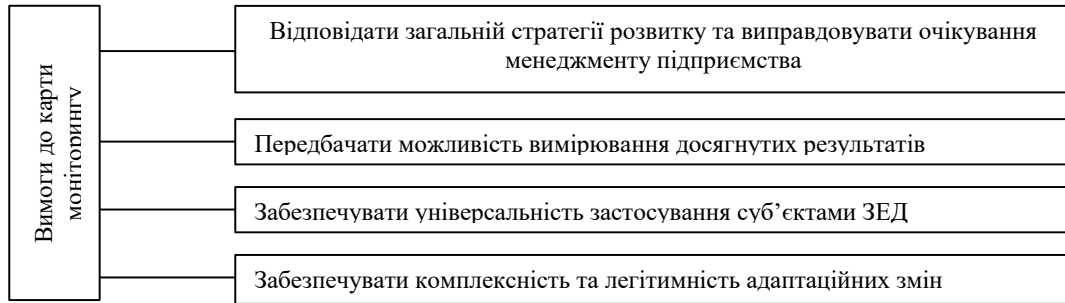 Вимоги до карти
моніторингу
Відповідати загальній стратегії розвитку та виправдовувати очікування
менеджменту підприємства
Передбачати можливість вимірювання досягнутих результатів
Забезпечувати універсальність застосування суб’єктами ЗЕД
Забезпечувати комплексність та легітимність адаптаційних змін